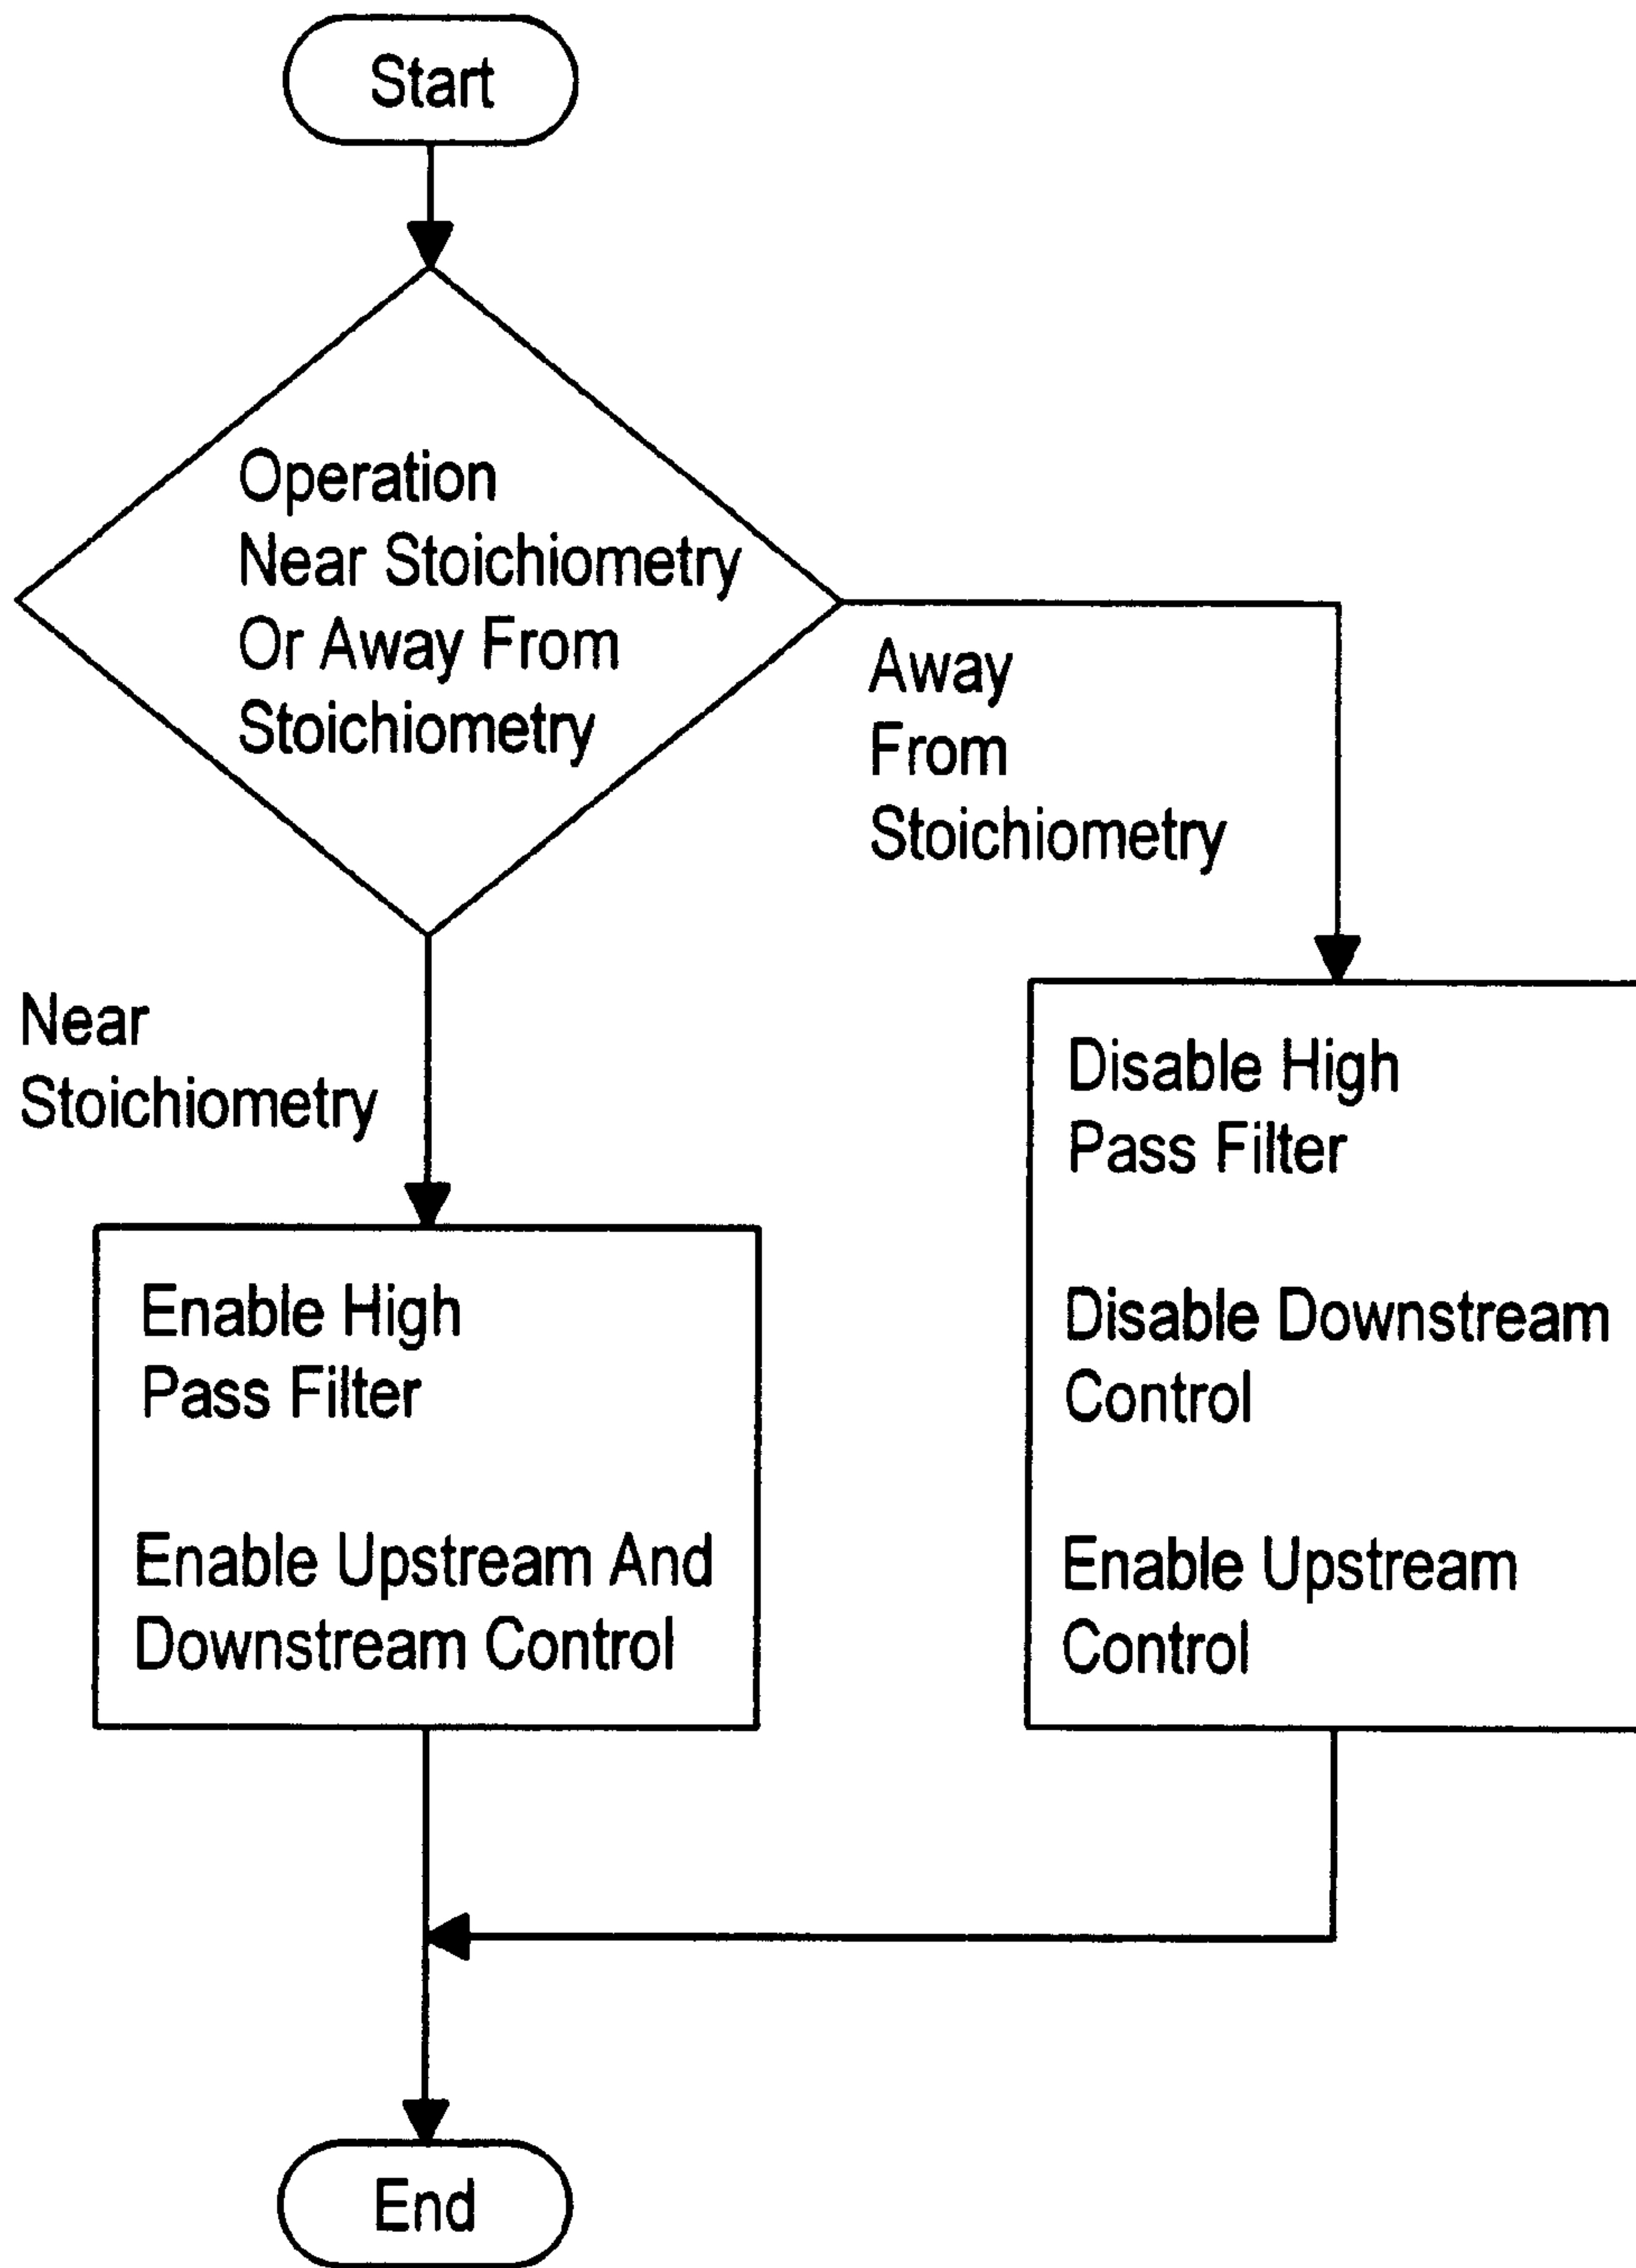 Start
Operation
Near Stoichiometry
Or Away From
Stoichiometry
Away
From
Stoichiometry
Near
Stoichiometry
Disable High
Pass Filter
Disable Downstream
Control
Enable Upstream
Control
Enable High
Pass Filter
Enable Upstream And
Downstream Control
End